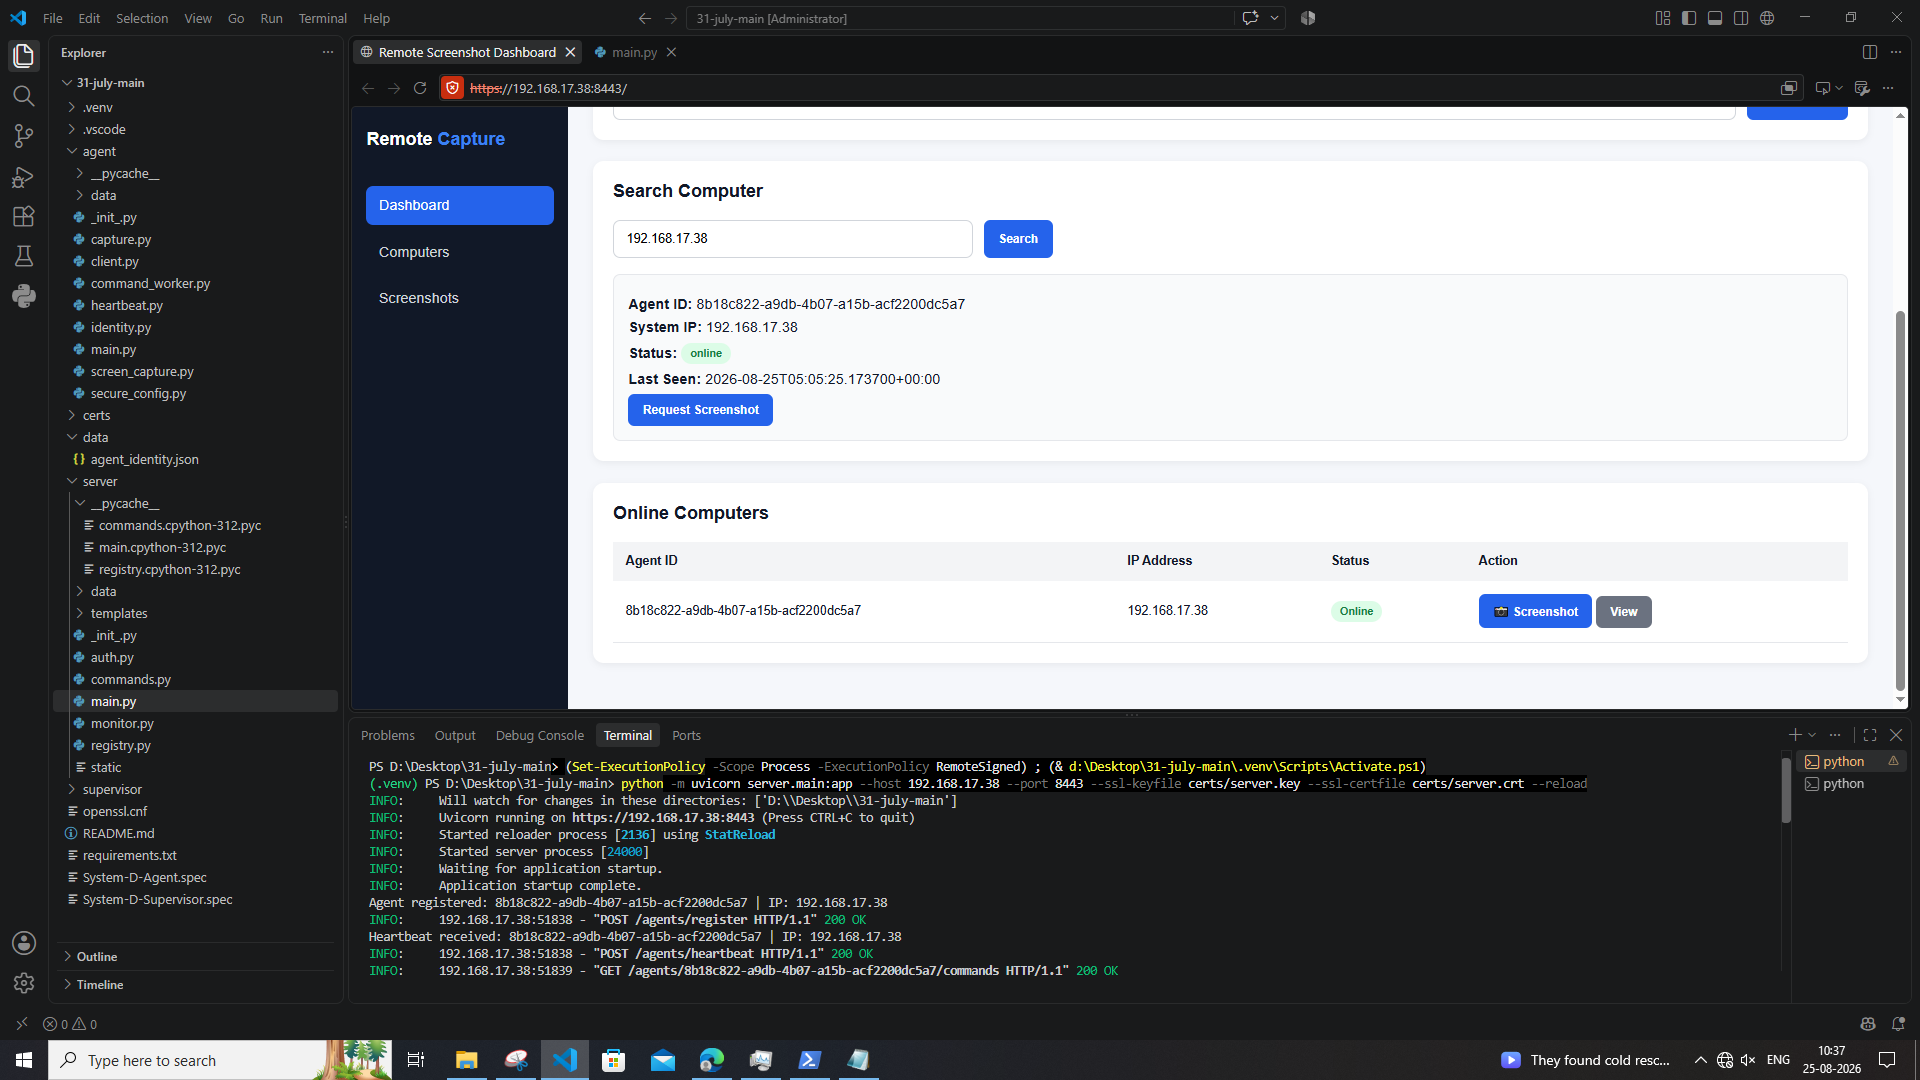 File Edit Selection View Go Run Terminal Help
31-july-main [Administrator]
Explorer
31-july-main
.venv
.vscode
agent
__pycache__
data
_init_.py
capture.py
client.py
command_worker.py
heartbeat.py
identity.py
main.py
screen_capture.py
secure_config.py
certs
data
agent_identity.json
server
__pycache__
commands.cpython-312.pyc
main.cpython-312.pyc
registry.cpython-312.pyc
data
templates
_init_.py
auth.py
commands.py
main.py
monitor.py
registry.py
static
supervisor
openssl.cnf
README.md
requirements.txt
System-D-Agent.spec
System-D-Supervisor.spec
Outline
Timeline
Remote Screenshot Dashboard
main.py
https://192.168.17.38:8443/
Remote Capture
Dashboard
Computers
Screenshots
Search Computer
192.168.17.38
Search
Agent ID: 8b18c822-a9db-4b07-a15b-acf2200dc5a7
System IP: 192.168.17.38
Status: online
Last Seen: 2026-08-25T05:05:25.173700+00:00
Request Screenshot
Online Computers
Agent ID IP Address Status Action
8b18c822-a9db-4b07-a15b-acf2200dc5a7 192.168.17.38 Online Screenshot View
Problems Output Debug Console Terminal Ports
PS D:\Desktop\31-july-main> (Set-ExecutionPolicy -Scope Process -ExecutionPolicy RemoteSigned) ; (& d:\Desktop\31-july-main\.venv\Scripts\Activate.ps1)
(.venv) PS D:\Desktop\31-july-main> python -m uvicorn server.main:app --host 192.168.17.38 --port 8443 --ssl-keyfile certs/server.key --ssl-certfile certs/server.crt --reload
INFO: Will watch for changes in these directories: ['D:\\Desktop\\31-july-main']
INFO: Uvicorn running on https://192.168.17.38:8443 (Press CTRL+C to quit)
INFO: Started reloader process [2136] using StatReload
INFO: Started server process [24000]
INFO: Waiting for application startup.
INFO: Application startup complete.
Agent registered: 8b18c822-a9db-4b07-a15b-acf2200dc5a7 | IP: 192.168.17.38
INFO: 192.168.17.38:51838 - "POST /agents/register HTTP/1.1" 200 OK
Heartbeat received: 8b18c822-a9db-4b07-a15b-acf2200dc5a7 | IP: 192.168.17.38
INFO: 192.168.17.38:51838 - "POST /agents/heartbeat HTTP/1.1" 200 OK
INFO: 192.168.17.38:51839 - "GET /agents/8b18c822-a9db-4b07-a15b-acf2200dc5a7/commands HTTP/1.1" 200 OK
python
python
0 0
Type here to search
They found cold resc...
ENG
10:37
25-08-2026